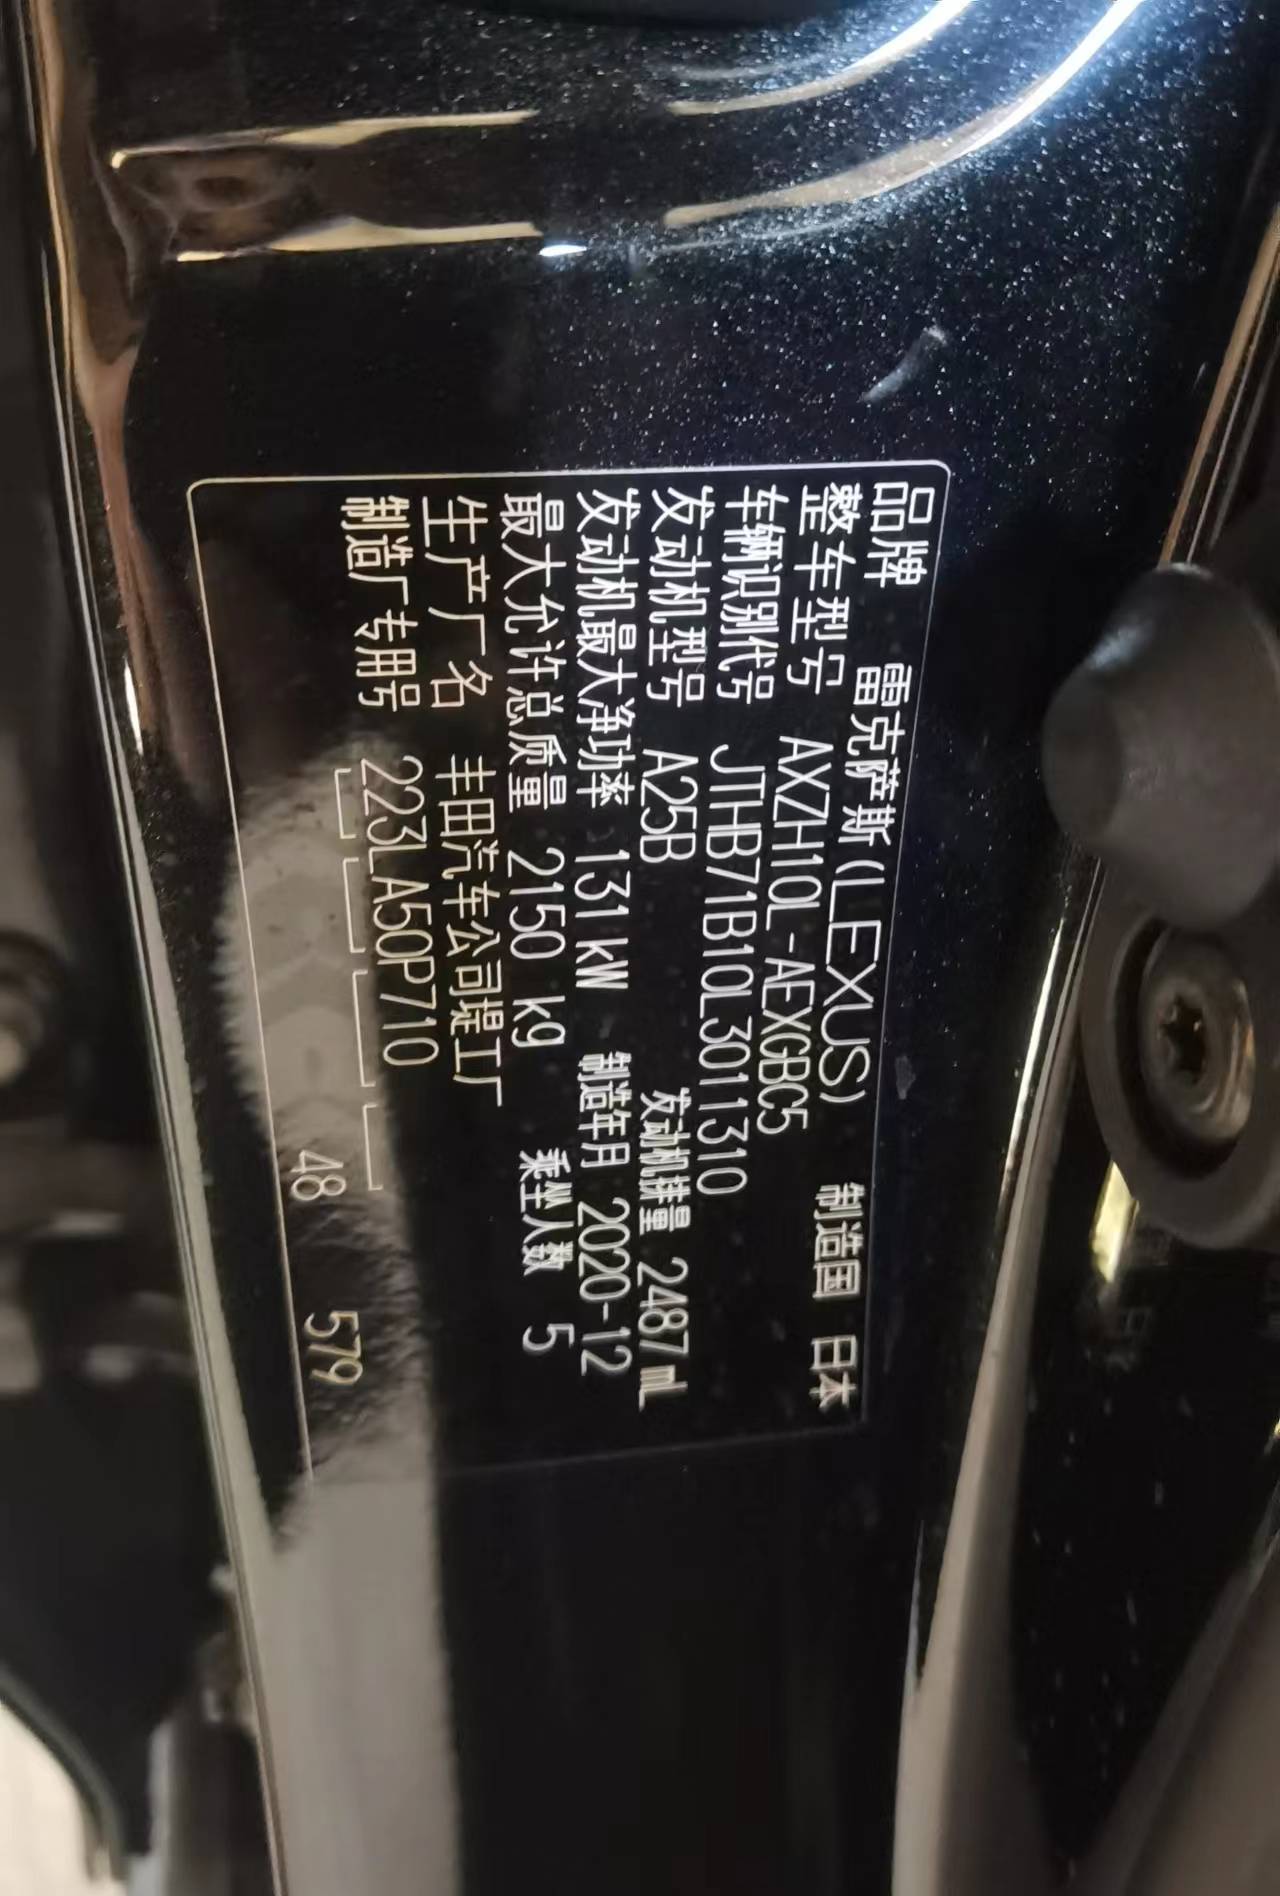 品牌 雷克萨斯(LEXUS) 制造国 日本
整车型号 AXZH10L-AEXGBC5
车辆识别代号 JTHB71B10L3011310
发动机型号 A25B 发动机排量 2487 mL
发动机最大净功率 131 kW 制造年月 2020-12
最大允许总质量 2150 kg 乘坐人数 5
生产厂名 丰田汽车公司堤工厂
制造厂专用号 223LA50P710
48 579